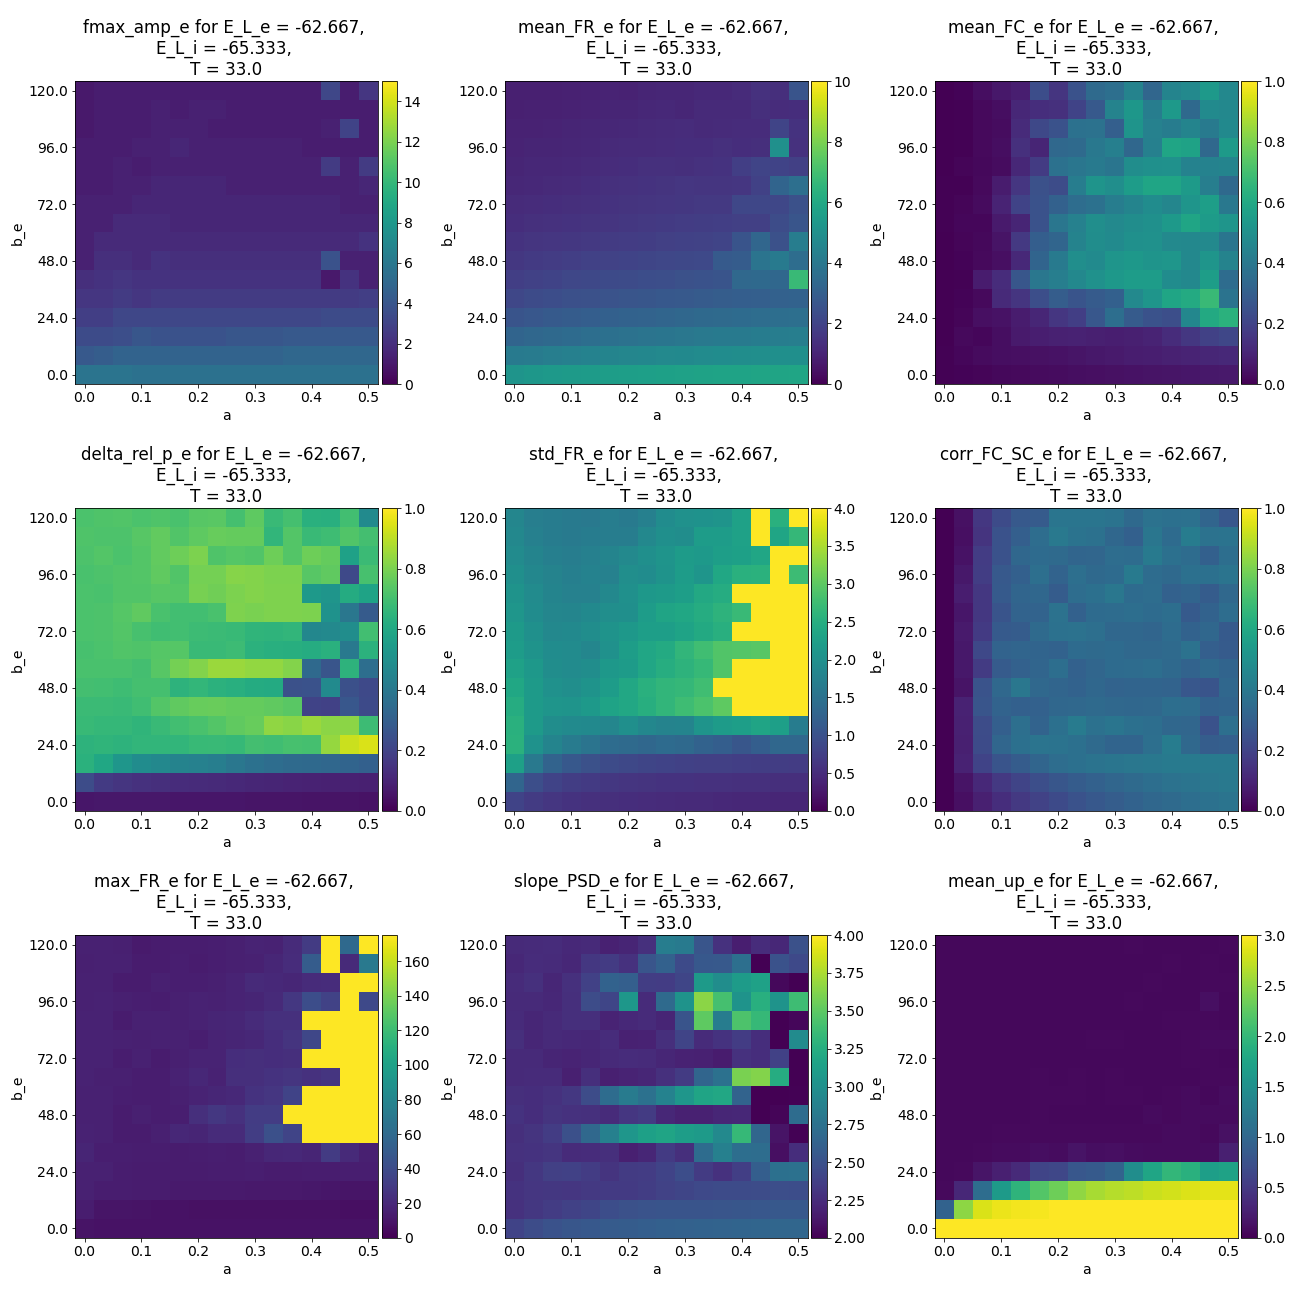 fmax_amp_e for E_L_e = -62.667,
E_L_i = -65.333,
T = 33.0
mean_FR_e for E_L_e = -62.667,
E_L_i = -65.333,
T = 33.0
mean_FC_e for E_L_e = -62.667,
E_L_i = -65.333,
T = 33.0
120.0
96.0
72.0
48.0
24.0
0.0
b_e
0.0 0.1 0.2 0.3 0.4 0.5
a
14
12
10
8
6
4
2
0
120.0
96.0
72.0
48.0
24.0
0.0
b_e
0.0 0.1 0.2 0.3 0.4 0.5
a
10
8
6
4
2
0
120.0
96.0
72.0
48.0
24.0
0.0
b_e
0.0 0.1 0.2 0.3 0.4 0.5
a
1.0
0.8
0.6
0.4
0.2
0.0
delta_rel_p_e for E_L_e = -62.667,
E_L_i = -65.333,
T = 33.0
std_FR_e for E_L_e = -62.667,
E_L_i = -65.333,
T = 33.0
corr_FC_SC_e for E_L_e = -62.667,
E_L_i = -65.333,
T = 33.0
120.0
96.0
72.0
48.0
24.0
0.0
b_e
0.0 0.1 0.2 0.3 0.4 0.5
a
1.0
0.8
0.6
0.4
0.2
0.0
120.0
96.0
72.0
48.0
24.0
0.0
b_e
0.0 0.1 0.2 0.3 0.4 0.5
a
4.0
3.5
3.0
2.5
2.0
1.5
1.0
0.5
0.0
120.0
96.0
72.0
48.0
24.0
0.0
b_e
0.0 0.1 0.2 0.3 0.4 0.5
a
1.0
0.8
0.6
0.4
0.2
0.0
max_FR_e for E_L_e = -62.667,
E_L_i = -65.333,
T = 33.0
slope_PSD_e for E_L_e = -62.667,
E_L_i = -65.333,
T = 33.0
mean_up_e for E_L_e = -62.667,
E_L_i = -65.333,
T = 33.0
120.0
96.0
72.0
48.0
24.0
0.0
b_e
0.0 0.1 0.2 0.3 0.4 0.5
a
160
140
120
100
80
60
40
20
0
120.0
96.0
72.0
48.0
24.0
0.0
b_e
0.0 0.1 0.2 0.3 0.4 0.5
a
4.00
3.75
3.50
3.25
3.00
2.75
2.50
2.25
2.00
120.0
96.0
72.0
48.0
24.0
0.0
b_e
0.0 0.1 0.2 0.3 0.4 0.5
a
3.0
2.5
2.0
1.5
1.0
0.5
0.0